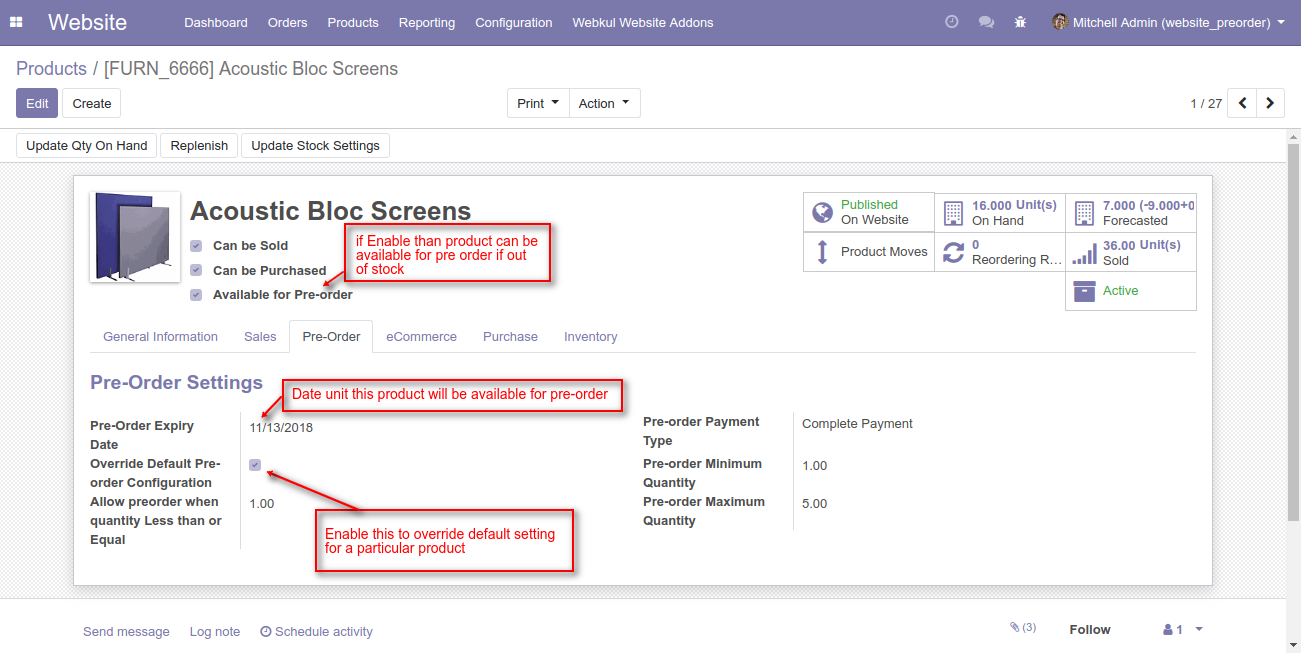 Website Dashboard Orders Products Reporting Configuration Webkul Website Addons Mitchell Admin (website_preorder)
Products / [FURN_6666] Acoustic Bloc Screens
Edit Create Print Action 1 / 27
Update Qty On Hand Replenish Update Stock Settings
Acoustic Bloc Screens
Can be Sold
Can be Purchased
Available for Pre-order
if Enable than product can be
available for pre order if out
of stock
Published
On Website
16.000 Unit(s)
On Hand
7.000 (-9.000+0
Forecasted
Product Moves
0
Reordering R...
36.00 Unit(s)
Sold
Active
General Information Sales Pre-Order eCommerce Purchase Inventory
Pre-Order Settings
Date unit this product will be available for pre-order
Pre-Order Expiry
Date
11/13/2018
Override Default Pre-
order Configuration
Allow preorder when
quantity Less than or
Equal
1.00
Enable this to override default setting
for a particular product
Pre-order Payment
Type
Complete Payment
Pre-order Minimum
Quantity
1.00
Pre-order Maximum
Quantity
5.00
Send message Log note Schedule activity (3) Follow 1